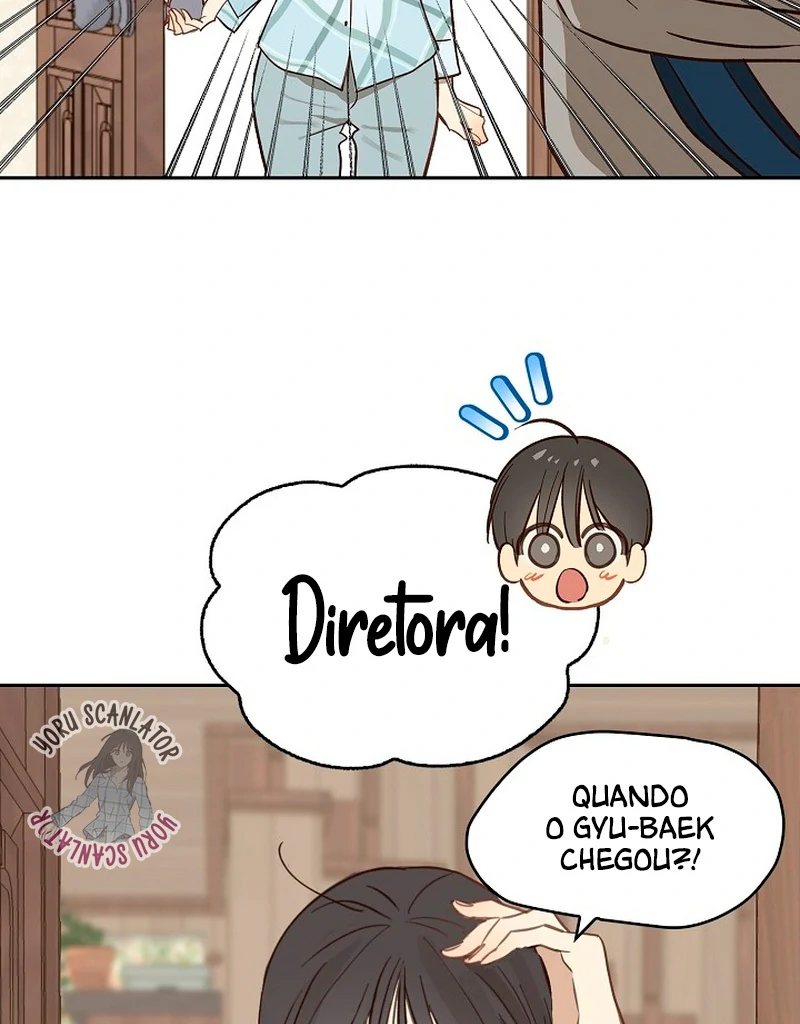 Diretora!
YORU SCANLATOR
YORU SCANLATOR
QUANDO
O GYU-BAEK
CHEGOU?!